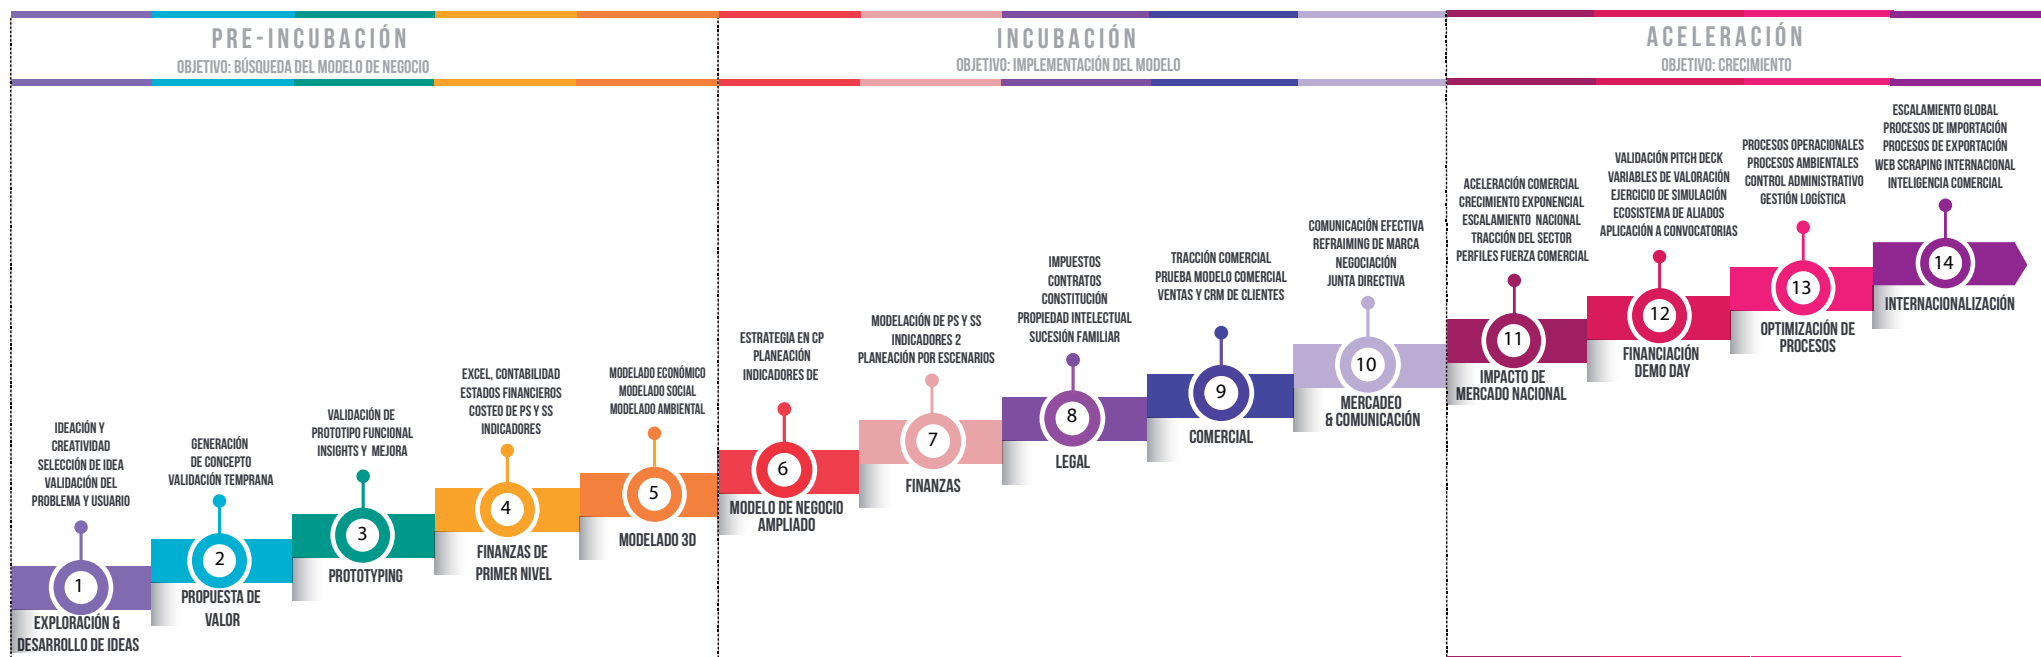 PRE-INCUBACIÓN
OBJETIVO: BÚSQUEDA DEL MODELO DE NEGOCIO
INCUBACIÓN
OBJETIVO: IMPLEMENTACIÓN DEL MODELO
ACELERACIÓN
OBJETIVO: CRECIMIENTO
IDEACIÓN Y
CREATIVIDAD
SELECCIÓN DE IDEA
VALIDACIÓN DEL
PROBLEMA Y USUARIO
1
EXPLORACIÓN &
DESARROLLO DE IDEAS
GENERACIÓN
DE CONCEPTO
VALIDACIÓN TEMPRANA
2
PROPUESTA DE
VALOR
VALIDACIÓN DE
PROTOTIPO FUNCIONAL
INSIGHTS Y MEJORA
3
PROTOTYPING
EXCEL, CONTABILIDAD
ESTADOS FINANCIEROS
COSTEO DE PS Y SS
INDICADORES
4
FINANZAS DE
PRIMER NIVEL
MODELADO ECONÓMICO
MODELADO SOCIAL
MODELADO AMBIENTAL
5
MODELADO 3D
ESTRATEGIA EN CP
PLANEACIÓN
INDICADORES DE
6
MODELO DE NEGOCIO
AMPLIADO
MODELACIÓN DE PS Y SS
INDICADORES 2
PLANEACIÓN POR ESCENARIOS
7
FINANZAS
IMPUESTOS
CONTRATOS
CONSTITUCIÓN
PROPIEDAD INTELECTUAL
SUCESIÓN FAMILIAR
8
LEGAL
TRACCIÓN COMERCIAL
PRUEBA MODELO COMERCIAL
VENTAS Y CRM DE CLIENTES
9
COMERCIAL
COMUNICACIÓN EFECTIVA
REFRAIMING DE MARCA
NEGOCIACIÓN
JUNTA DIRECTIVA
10
MERCADEO
& COMUNICACIÓN
ACELERACIÓN COMERCIAL
CRECIMIENTO EXPONENCIAL
ESCALAMIENTO NACIONAL
TRACCIÓN DEL SECTOR
PERFILES FUERZA COMERCIAL
11
IMPACTO DE
MERCADO NACIONAL
VALIDACIÓN PITCH DECK
VARIABLES DE VALORACIÓN
EJERCICIO DE SIMULACIÓN
ECOSISTEMA DE ALIADOS
APLICACIÓN A CONVOCATORIAS
12
FINANCIACIÓN
DEMO DAY
PROCESOS OPERACIONALES
PROCESOS AMBIENTALES
CONTROL ADMINISTRATIVO
GESTIÓN LOGÍSTICA
13
OPTIMIZACIÓN DE
PROCESOS
ESCALAMIENTO GLOBAL
PROCESOS DE IMPORTACIÓN
PROCESOS DE EXPORTACIÓN
WEB SCRAPING INTERNACIONAL
INTELIGENCIA COMERCIAL
14
INTERNACIONALIZACIÓN